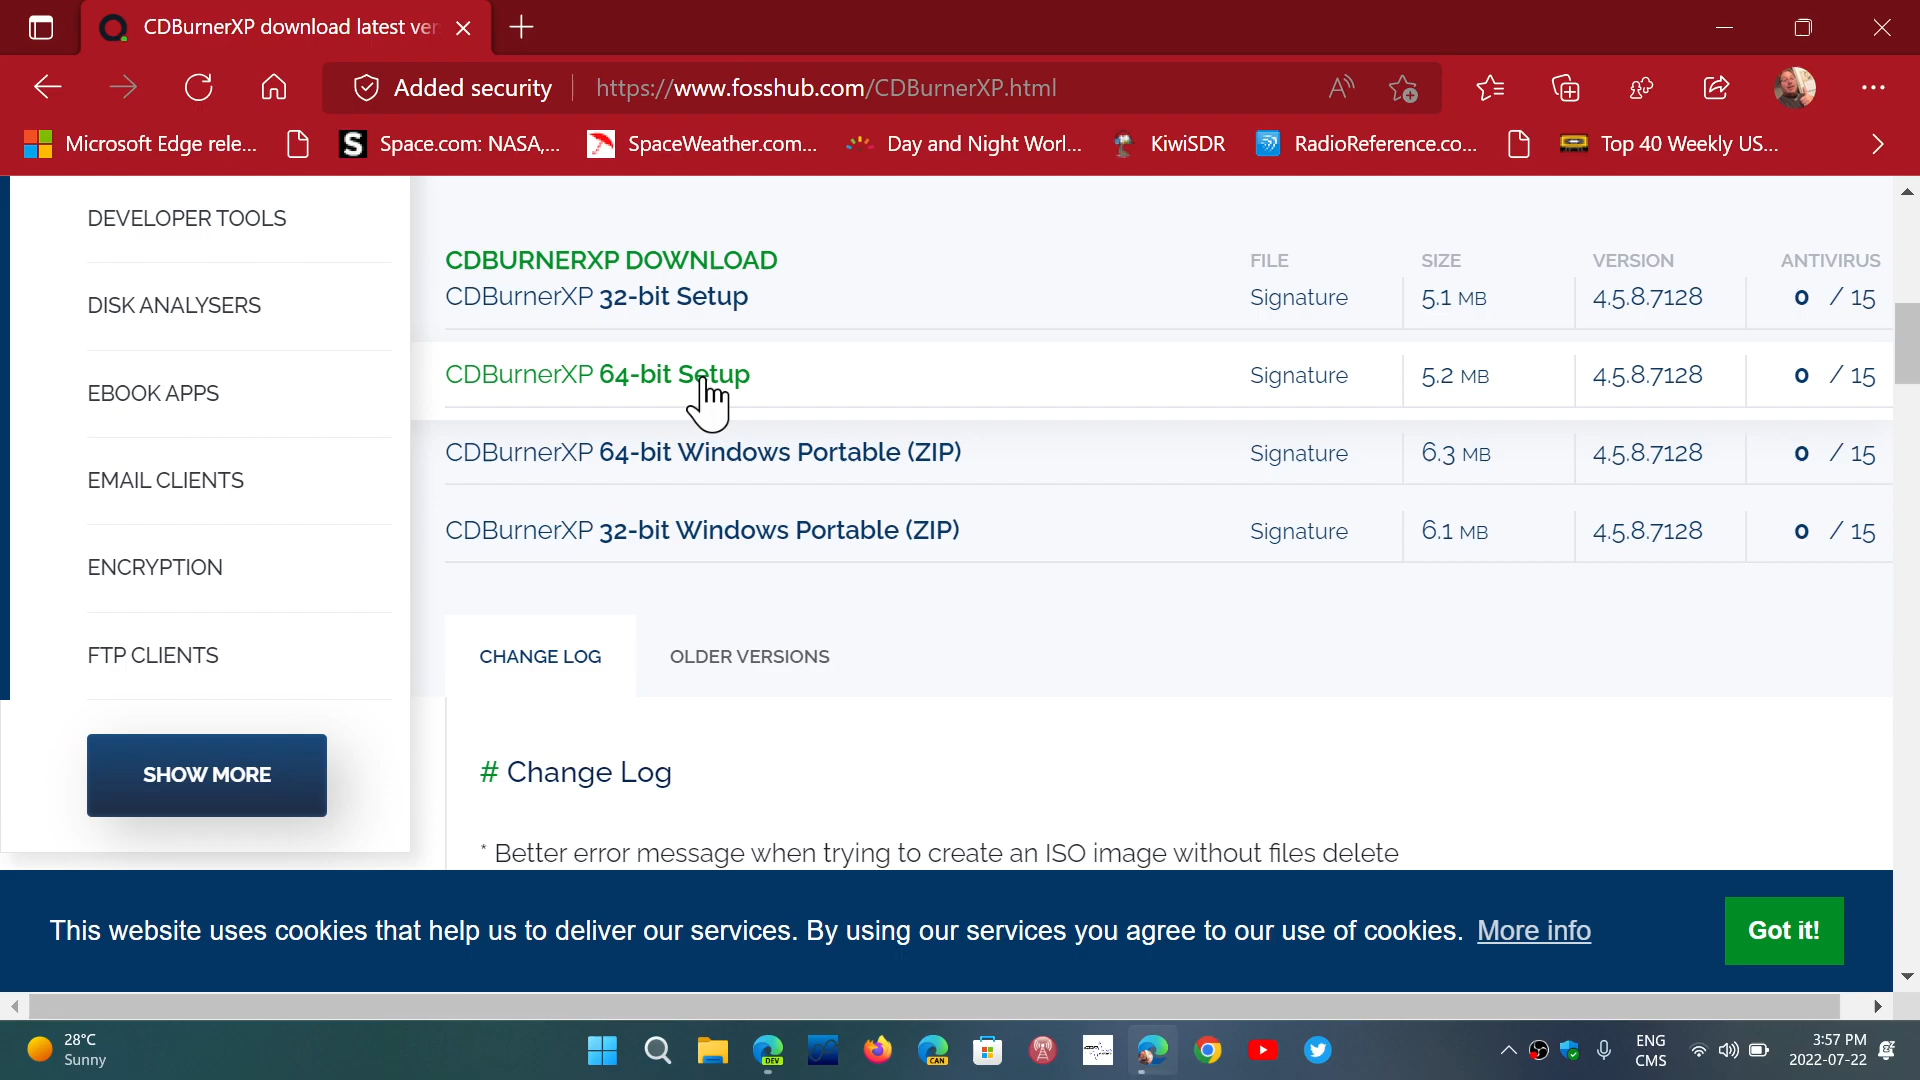 CDBurnerXP download latest ver
Added security https://www.fosshub.com/CDBurnerXP.html
Microsoft Edge rele... S Space.com: NASA,... SpaceWeather.com... Day and Night Worl... KiwiSDR RadioReference.co... Top 40 Weekly US...
DEVELOPER TOOLS
DISK ANALYSERS
EBOOK APPS
EMAIL CLIENTS
ENCRYPTION
FTP CLIENTS
SHOW MORE
CDBURNERXP DOWNLOAD FILE SIZE VERSION ANTIVIRUS
CDBurnerXP 32-bit Setup Signature 5.1 MB 4.5.8.7128 0 / 15
CDBurnerXP 64-bit Setup Signature 5.2 MB 4.5.8.7128 0 / 15
CDBurnerXP 64-bit Windows Portable (ZIP) Signature 6.3 MB 4.5.8.7128 0 / 15
CDBurnerXP 32-bit Windows Portable (ZIP) Signature 6.1 MB 4.5.8.7128 0 / 15
CHANGE LOG OLDER VERSIONS
# Change Log
* Better error message when trying to create an ISO image without files delete
This website uses cookies that help us to deliver our services. By using our services you agree to our use of cookies. More info Got it!
28°C
Sunny
DEV
CAN
ENG
CMS
3:57 PM
2022-07-22